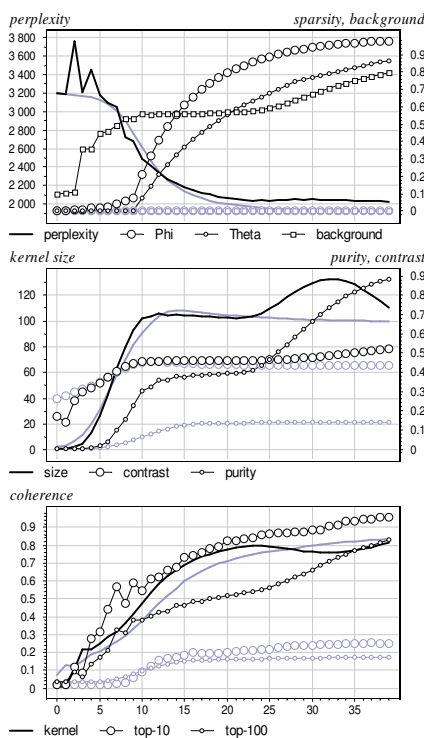 perplexity sparsity, background
3 800
3 600 0.9
3 400 0.8
3 200 0.7
3 000 0.6
2 800 0.5
2 600 0.4
2 400 0.3
2 200 0.2
2 000 0.1
0
perplexity Phi Theta background
kernel size purity, contrast
0.9
120 0.8
100 0.7
80 0.6
60 0.5
40 0.4
20 0.3
0 0.2
0.1
0
size contrast purity
coherence
0.9
0.8
0.7
0.6
0.5
0.4
0.3
0.2
0.1
0
0 5 10 15 20 25 30 35
kernel top-10 top-100